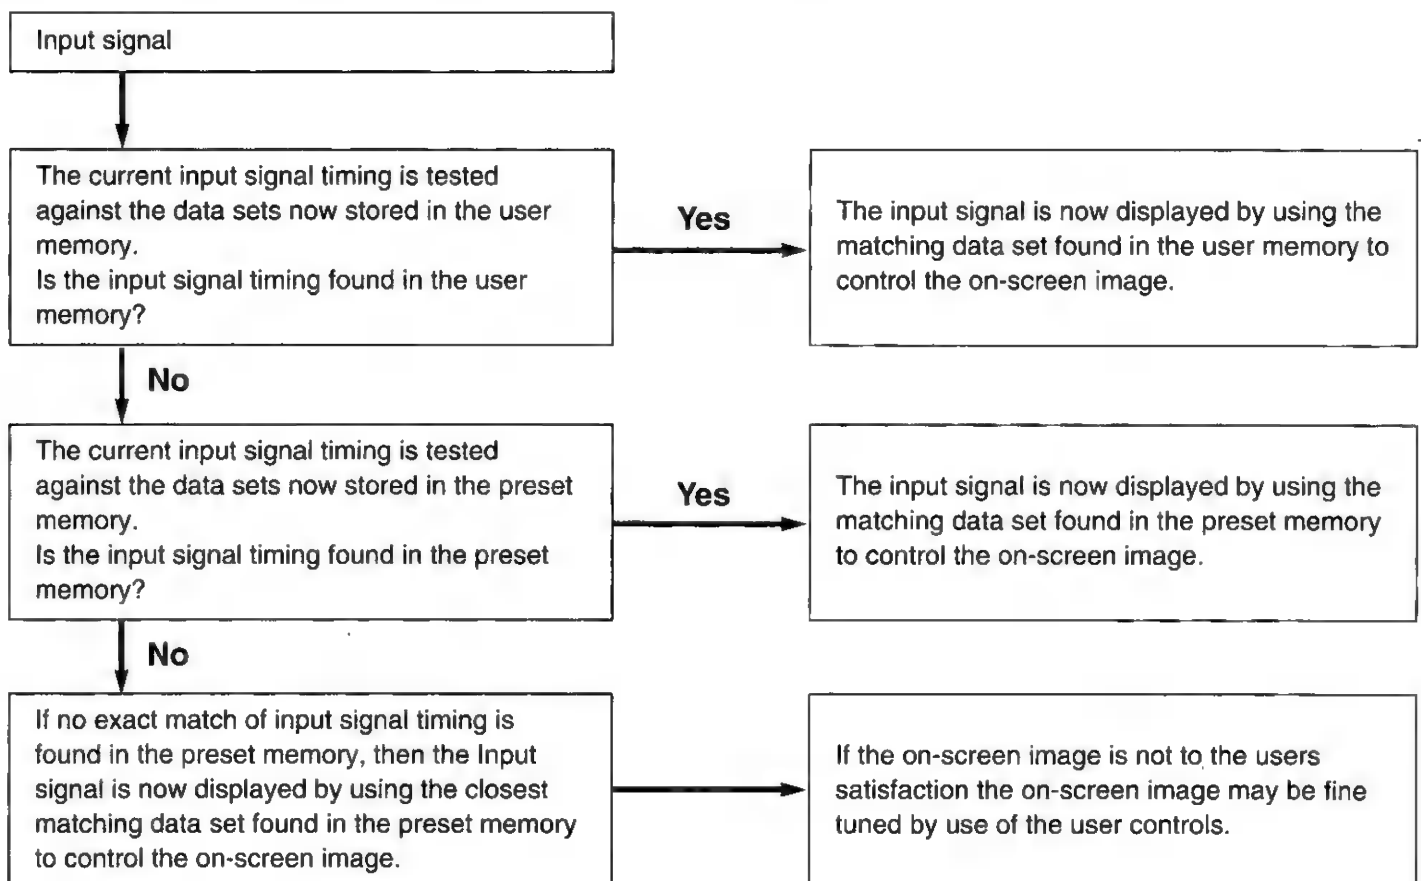 Input signal
The current input signal timing is tested
against the data sets now stored in the user
memory.
Is the input signal timing found in the user
memory?
Yes
The input signal is now displayed by using the
matching data set found in the user memory to
control the on-screen image.
No
The current input signal timing is tested
against the data sets now stored in the preset
memory.
Is the input signal timing found in the preset
memory?
Yes
The input signal is now displayed by using the
matching data set found in the preset memory
to control the on-screen image.
No
If no exact match of input signal timing is
found in the preset memory, then the Input
signal is now displayed by using the closest
matching data set found in the preset memory
to control the on-screen image.
If the on-screen image is not to the users
satisfaction the on-screen image may be fine
tuned by use of the user controls.